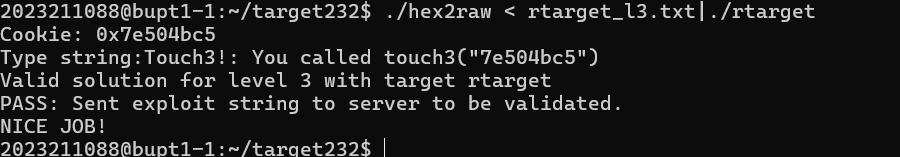 2023211088@bupt1-1:~/target232$ ./hex2raw < rtarget_l3.txt|./rtarget
Cookie: 0x7e504bc5
Type string:Touch3!: You called touch3("7e504bc5")
Valid solution for level 3 with target rtarget
PASS: Sent exploit string to server to be validated.
NICE JOB!
2023211088@bupt1-1:~/target232$